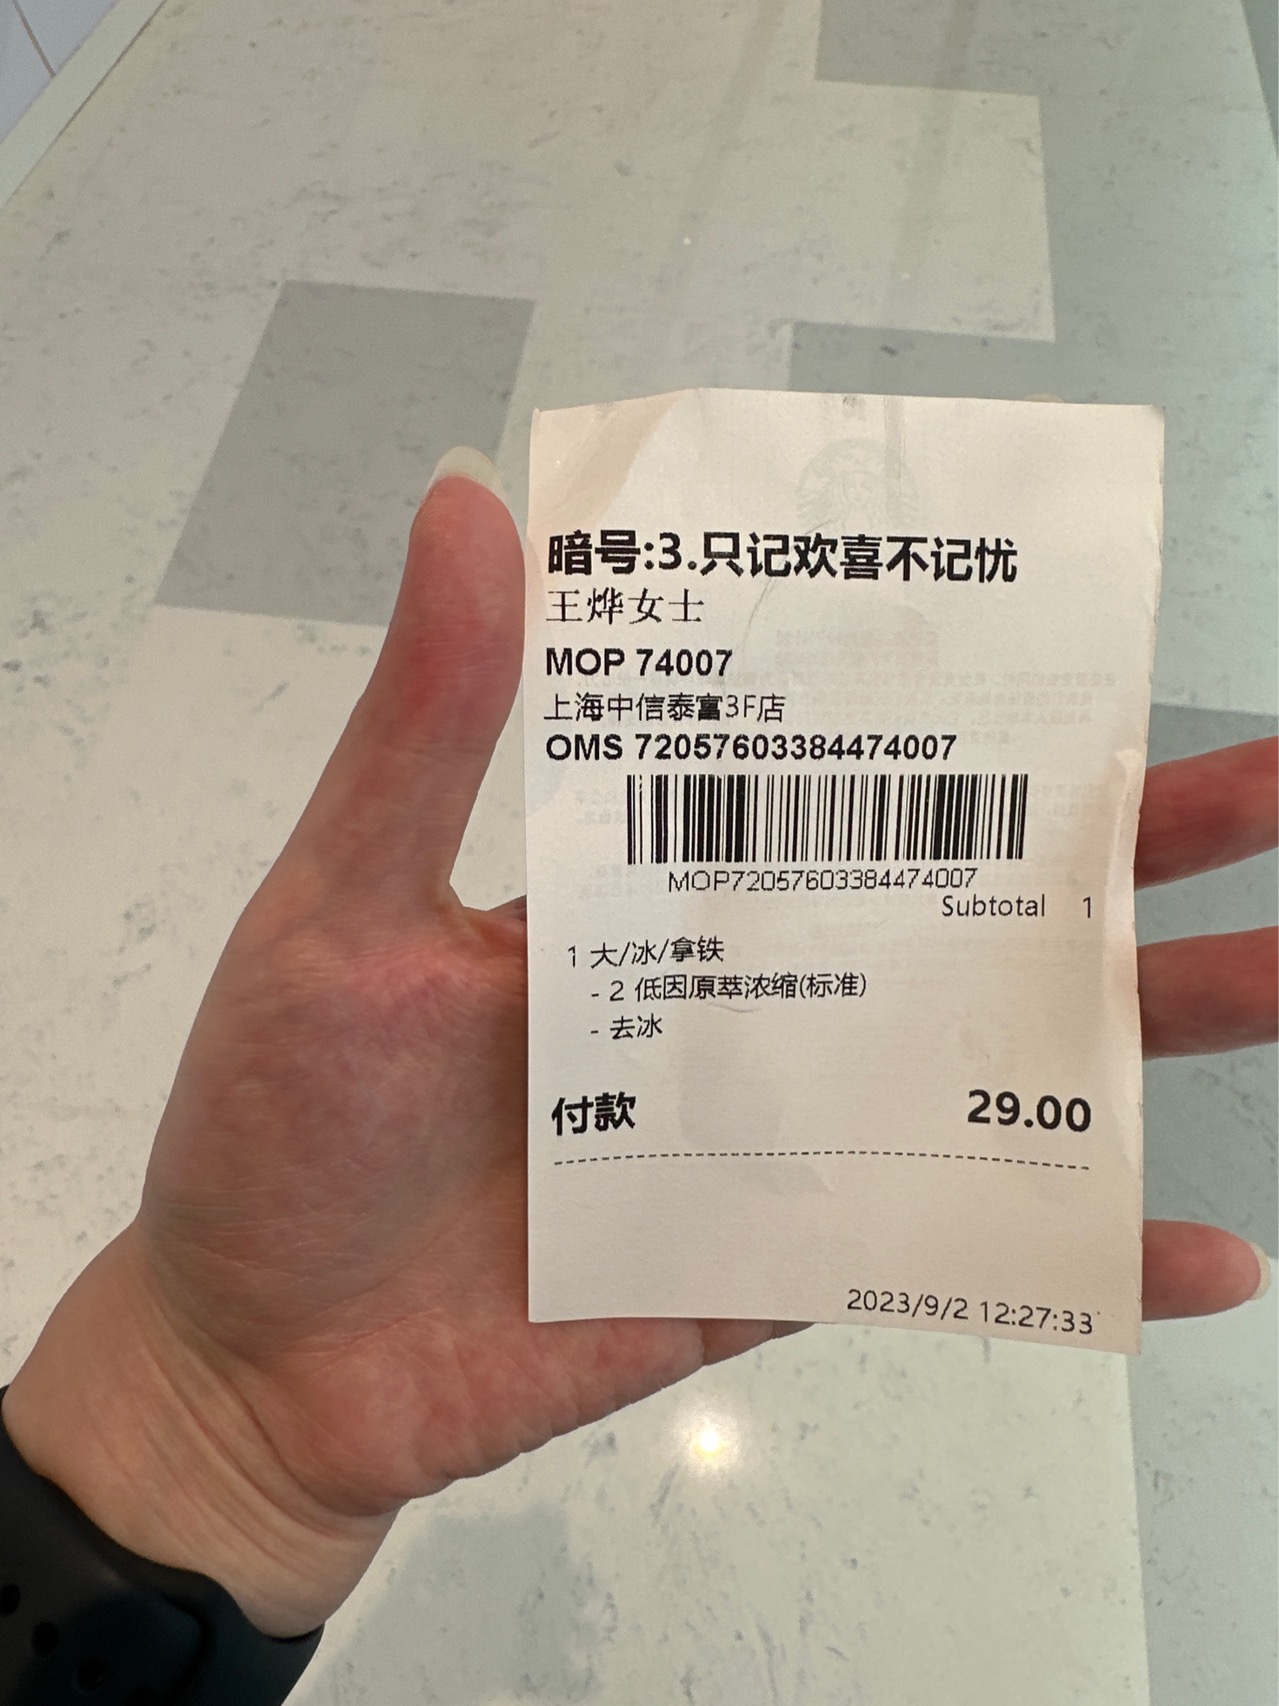 暗号:3.只记欢喜不记忧
王烨女士
MOP 74007
上海中信泰富3F店
OMS 72057603384474007
MOP72057603384474007
Subtotal 1
1 大/冰/拿铁
- 2 低因原萃浓缩(标准)
- 去冰
付款 29.00
2023/9/2 12:27:33